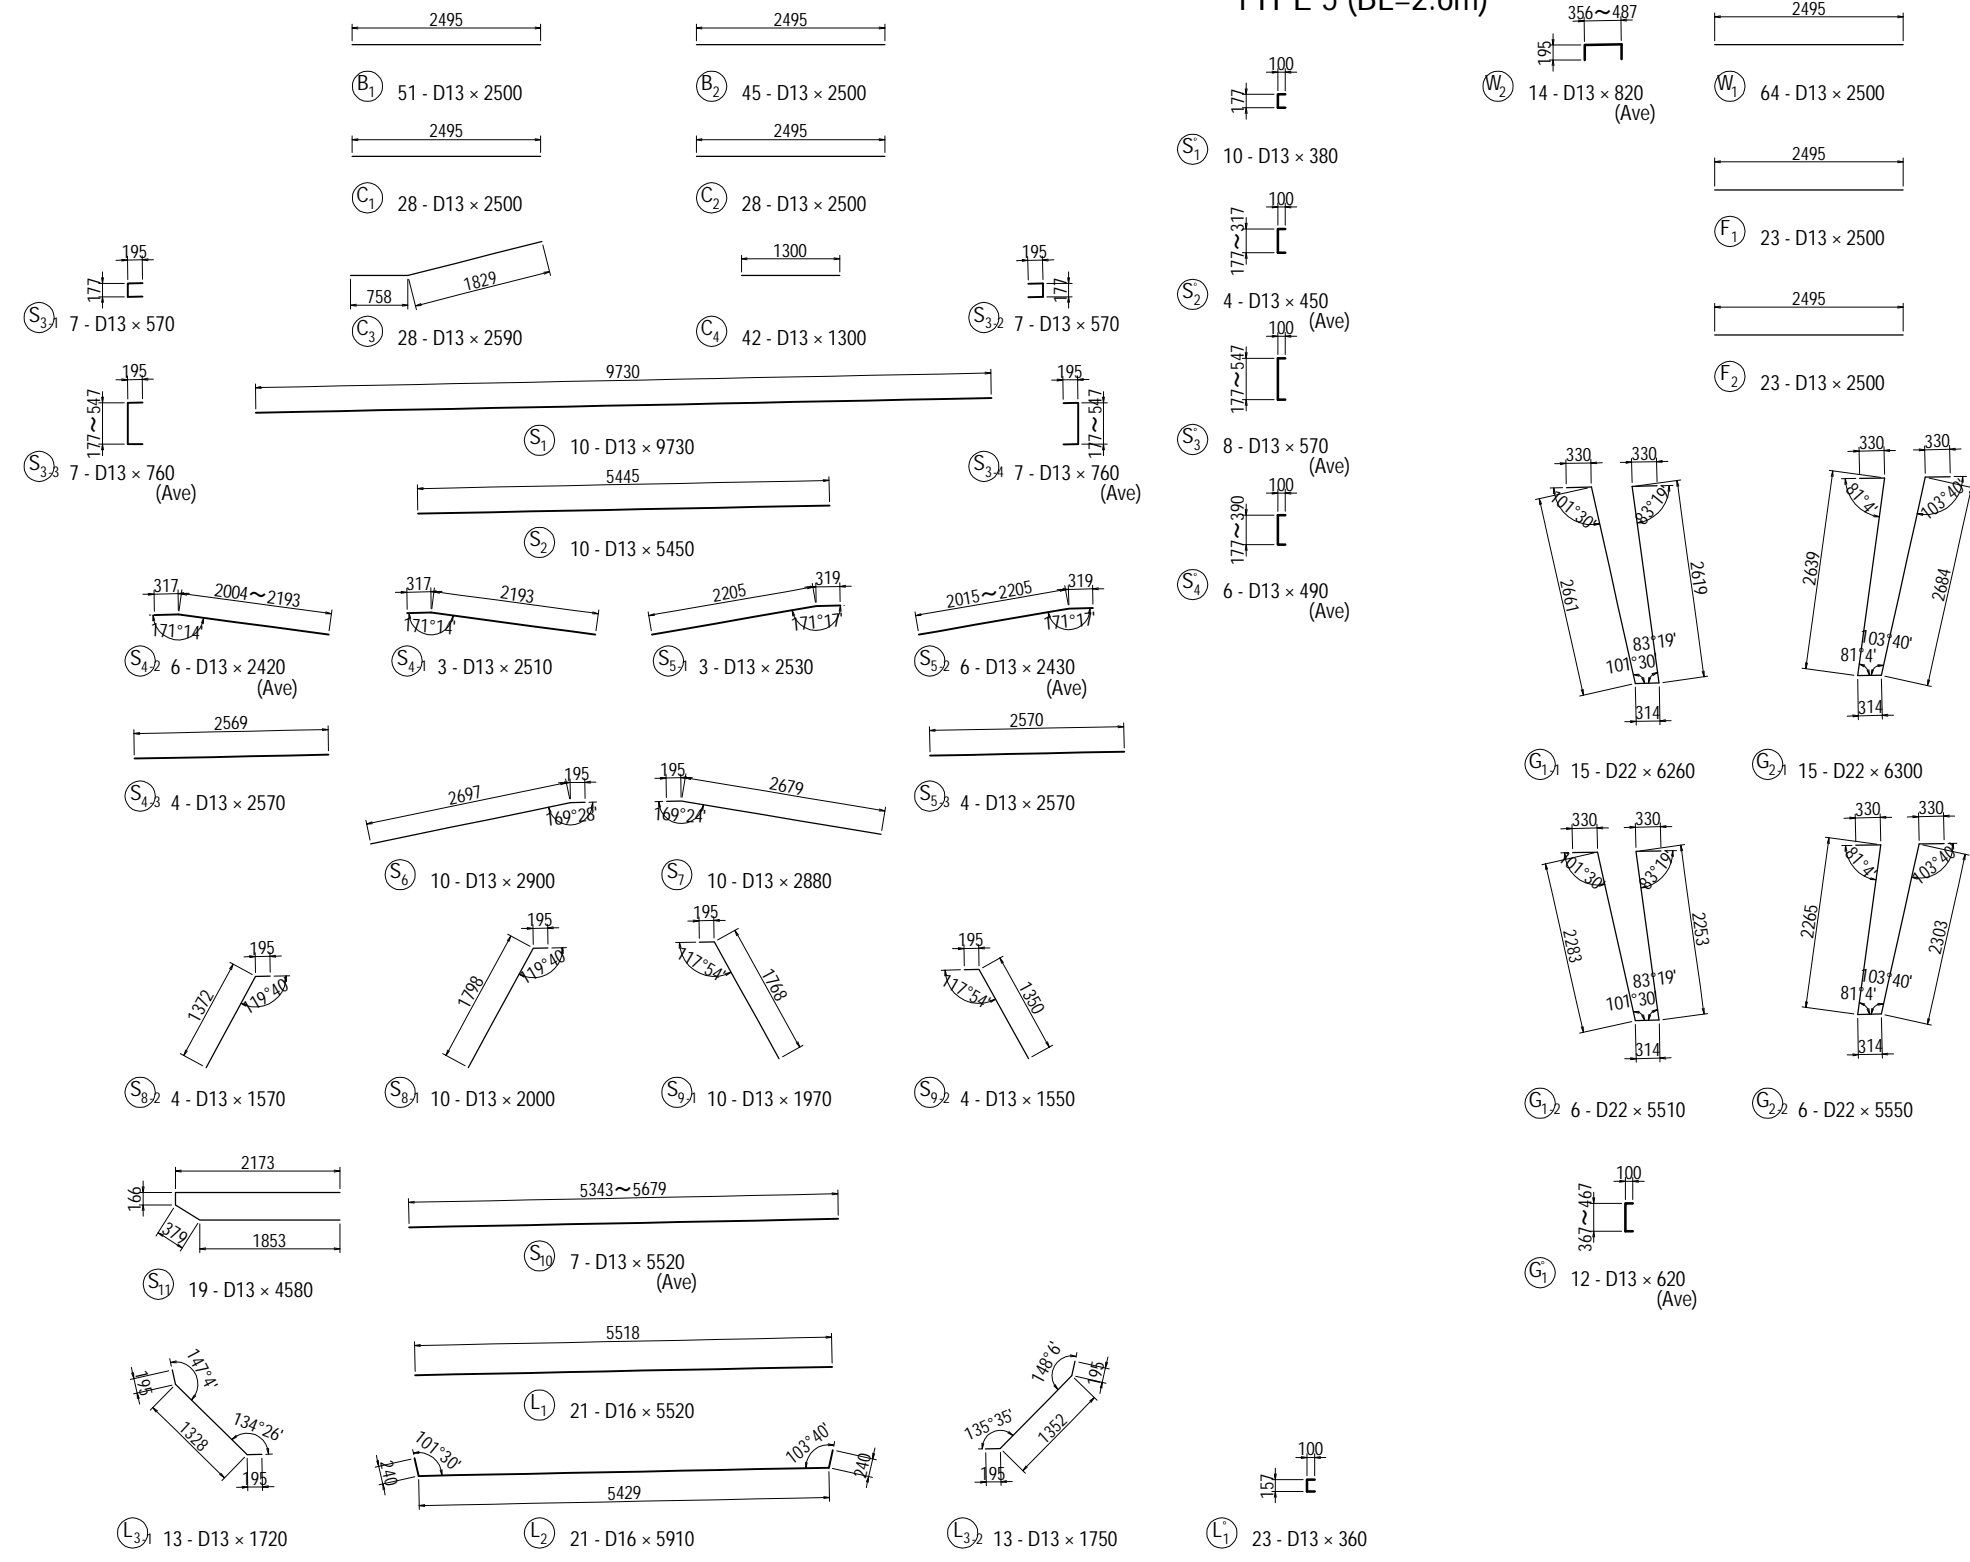 TYPE 5 (BE=2.6m)
2495
B1 51 - D13 × 2500
2495
B2 45 - D13 × 2500
100
177
S°1 10 - D13 × 380
356～487
195
W2 14 - D13 × 820
(Ave)
2495
W1 64 - D13 × 2500
2495
C1 28 - D13 × 2500
2495
C2 28 - D13 × 2500
100
177～317
S°2 4 - D13 × 450
(Ave)
2495
F1 23 - D13 × 2500
195
177
S3-1 7 - D13 × 570
758
1829
C3 28 - D13 × 2590
1300
C4 42 - D13 × 1300
195
177
S3-2 7 - D13 × 570
2495
F2 23 - D13 × 2500
195
177～547
S3-3 7 - D13 × 760
(Ave)
9730
S1 10 - D13 × 9730
195
177～547
S3-4 7 - D13 × 760
(Ave)
100
177～547
S°3 8 - D13 × 570
(Ave)
5445
S2 10 - D13 × 5450
100
177～390
S°4 6 - D13 × 490
(Ave)
317
2004～2193
171°14'
S4-2 6 - D13 × 2420
(Ave)
317
2193
171°14'
S4-1 3 - D13 × 2510
2205
319
171°17'
S5-1 3 - D13 × 2530
2015～2205
319
171°17'
S5-2 6 - D13 × 2430
(Ave)
330
330
101°30'
83°19'
2661
2619
83°19'
101°30'
314
G1-1 15 - D22 × 6260
330
330
81°4'
103°40'
2639
2684
103°40'
81°4'
314
G2-1 15 - D22 × 6300
2569
S4-3 4 - D13 × 2570
2697
195
169°28'
S6 10 - D13 × 2900
195
2679
169°24'
S7 10 - D13 × 2880
2570
S5-3 4 - D13 × 2570
330
330
101°30'
83°19'
2283
2253
83°19'
101°30'
314
G1-2 6 - D22 × 5510
330
330
81°4'
103°40'
2265
2303
103°40'
81°4'
314
G2-2 6 - D22 × 5550
195
1372
119°40'
S8-2 4 - D13 × 1570
195
1798
119°40'
S8-1 10 - D13 × 2000
195
117°54'
1768
S9-1 10 - D13 × 1970
195
117°54'
1350
S9-2 4 - D13 × 1550
2173
166
379
1853
S11 19 - D13 × 4580
5343～5679
S10 7 - D13 × 5520
(Ave)
100
367～467
G°1 12 - D13 × 620
(Ave)
5518
L1 21 - D16 × 5520
147°4'
195
1328
134°26'
195
L3-1 13 - D13 × 1720
101°30'
240
103°40'
240
5429
L2 21 - D16 × 5910
148°6'
195
135°35'
1352
195
L3-2 13 - D13 × 1750
100
157
L°1 23 - D13 × 360